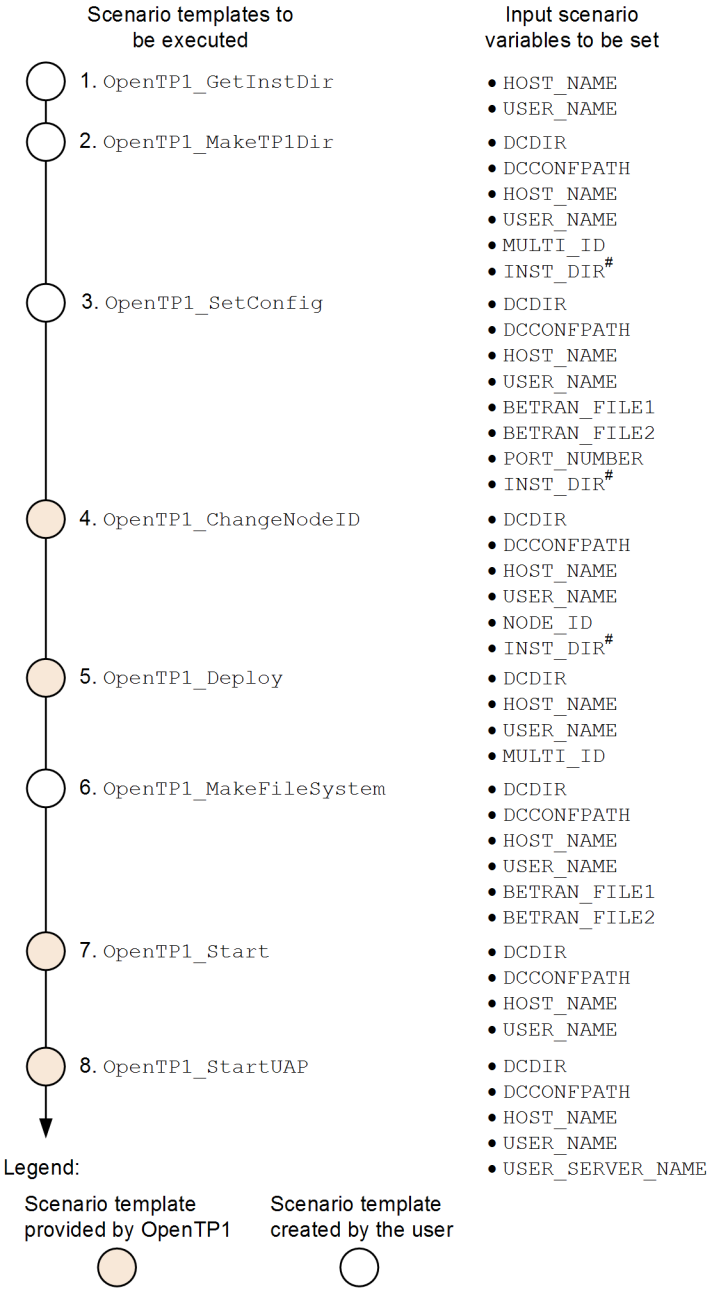 Scenario templates to
be executed
Input scenario
variables to be set
1. OpenTP1_GetInstDir
• HOST_NAME
• USER_NAME
2. OpenTP1_MakeTP1Dir
• DCDIR
• DCCONFPATH
• HOST_NAME
• USER_NAME
• MULTI_ID
• INST_DIR#
3. OpenTP1_SetConfig
• DCDIR
• DCCONFPATH
• HOST_NAME
• USER_NAME
• BETRAN_FILE1
• BETRAN_FILE2
• PORT_NUMBER
• INST_DIR#
4. OpenTP1_ChangeNodeID
• DCDIR
• DCCONFPATH
• HOST_NAME
• USER_NAME
• NODE_ID
• INST_DIR#
5. OpenTP1_Deploy
• DCDIR
• HOST_NAME
• USER_NAME
• MULTI_ID
6. OpenTP1_MakeFileSystem
• DCDIR
• DCCONFPATH
• HOST_NAME
• USER_NAME
• BETRAN_FILE1
• BETRAN_FILE2
7. OpenTP1_Start
• DCDIR
• DCCONFPATH
• HOST_NAME
• USER_NAME
8. OpenTP1_StartUAP
• DCDIR
• DCCONFPATH
• HOST_NAME
• USER_NAME
• USER_SERVER_NAME
Legend:
Scenario template
provided by OpenTP1
Scenario template
created by the user